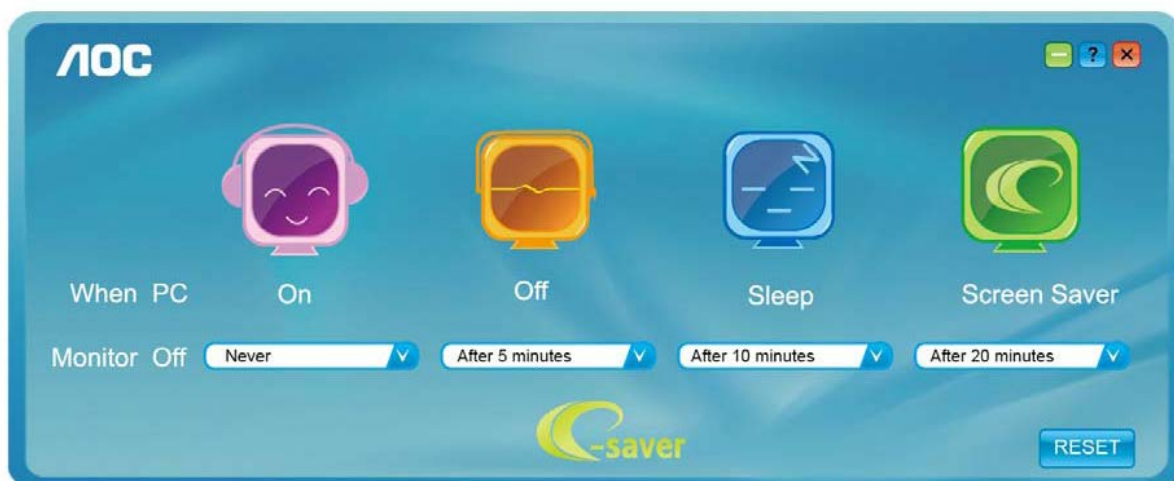 AOC
?
When PC On Off Sleep Screen Saver
Monitor Off Never After 5 minutes After 10 minutes After 20 minutes
e-saver
RESET